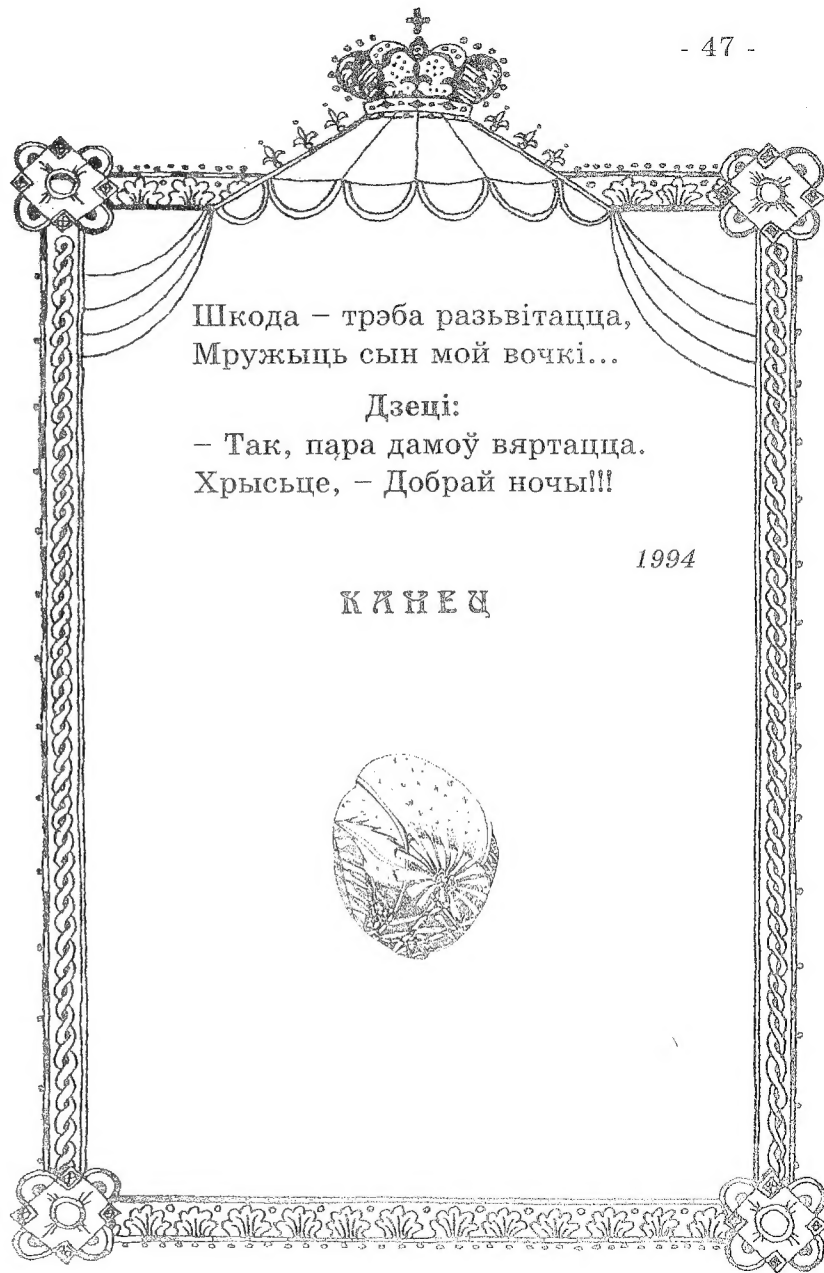 - 47 -
Шкода – трэба разьвітацца,
Мружыць сын мой вочкі...
Дзеці:
– Так, пара дамоў вяртацца.
Хрысьце, – Добрай ночы!!!
1994
КАНЕЦ